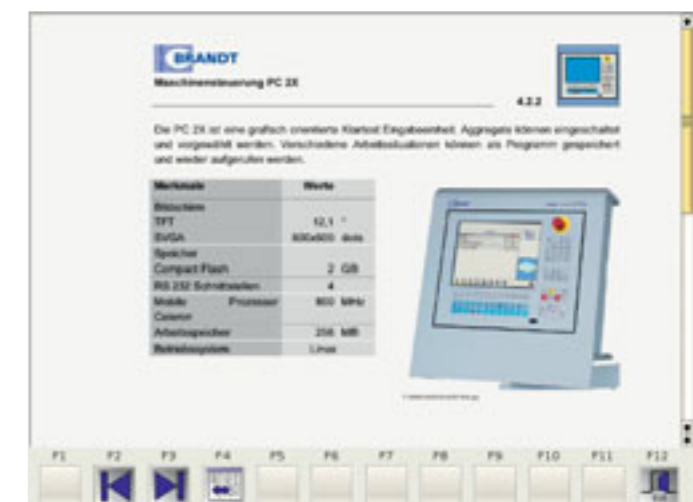 BRANDT
Maschinensteuerung PC 2X
4.2.2
Die PC 2X ist eine grafisch orientierte Klartext Eingabeeinheit. Aggregate können eingeschaltet
und vorgewählt werden. Verschiedene Arbeitssituationen können als Programm gespeichert
und wieder aufgerufen werden.
Merkmale Werte
Bildschirm
TFT 12,1 "
SVGA 800x600 dots
Speicher
Compact Flash 2 GB
RS 232 Schnittstellen 4
Mobile Prozessor 800 MHz
Celeron
Arbeitsspeicher 256 MB
Betriebssystem Linux
F1 F2 F3 F4 F5 F6 F7 F8 F9 F10 F11 F12